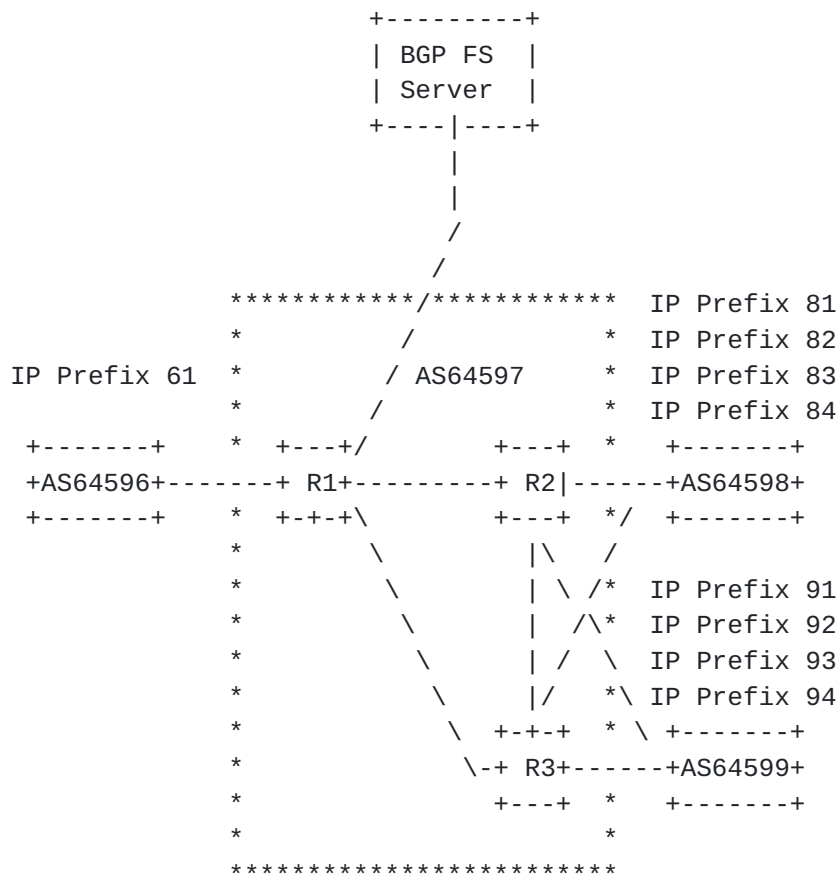 BGP FS
Server
IP Prefix 81
IP Prefix 82
IP Prefix 61 AS64597 IP Prefix 83
IP Prefix 84
AS64596 R1 R2 AS64598
IP Prefix 91
IP Prefix 92
IP Prefix 93
IP Prefix 94
R3 AS64599